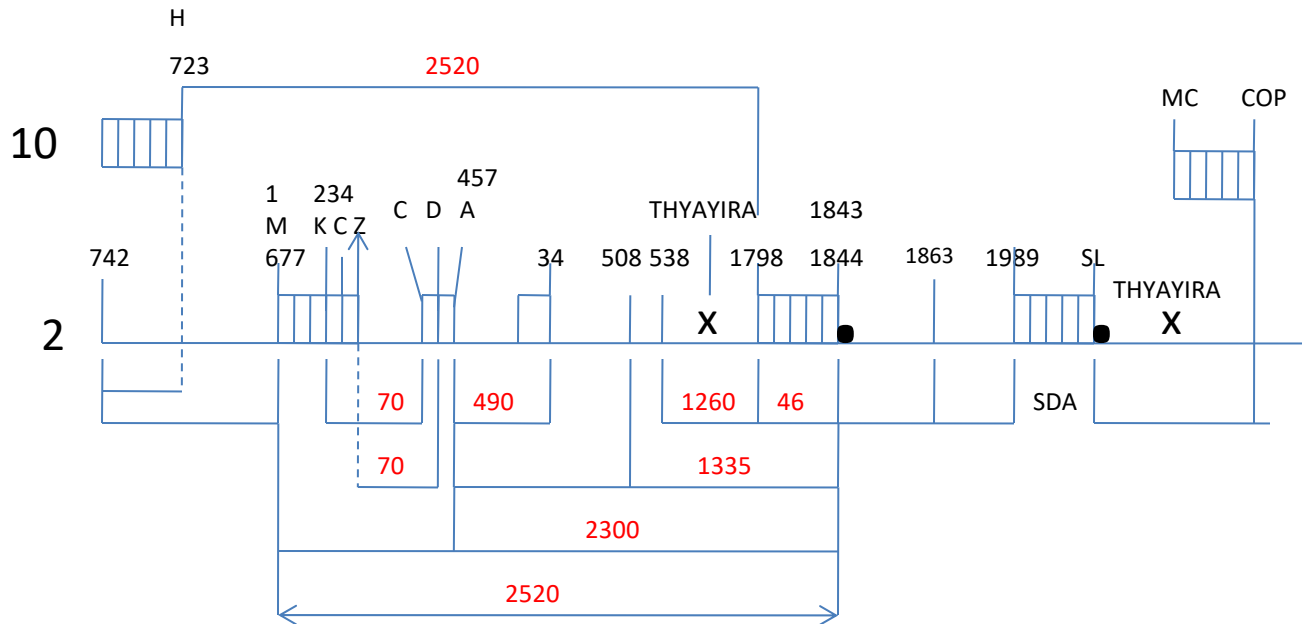 H
723 2520
MC COP
10
1 234 C D A 457
M K C Z THYAYIRA 1843
742 677 34 508 538 1798 1844 1863 1989 SL
THYAYIRA
2 X X
70 490 1260 46 SDA
70 1335
2300
2520